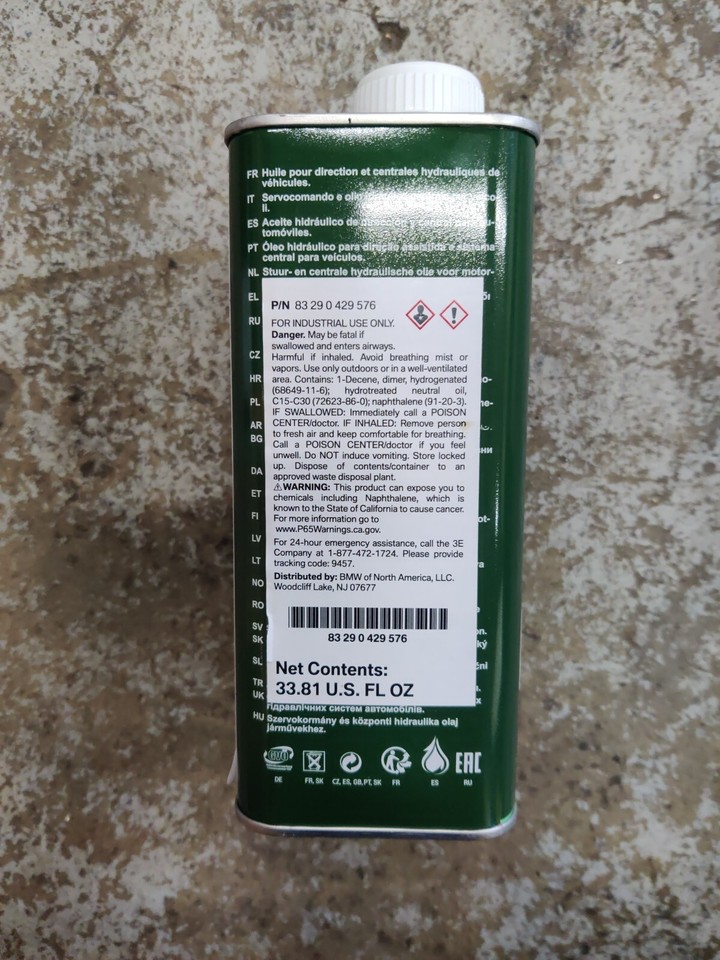 FR Huile pour direction et centrales hydrauliques de
véhicules.
IT Servocomando e olio
li.
ES Aceite hidráulico de dirección y central para au-
tomóviles.
PT Óleo hidráulico para direção assistida e sistema
central para veículos.
NL Stuur- en centrale hydraulische olie voor motor-
EL
RU
CZ
HR
PL
AR
BG
DA
ET
FI
LV
LT
NO
RO
SV
SK
SL
TR
UK
P/N 83 29 0 429 576
FOR INDUSTRIAL USE ONLY.
Danger. May be fatal if
swallowed and enters airways.
Harmful if inhaled. Avoid breathing mist or
vapors. Use only outdoors or in a well-ventilated
area. Contains: 1-Decene, dimer, hydrogenated
(68649-11-6); hydrotreated neutral oil,
C15-C30 (72623-86-0); naphthalene (91-20-3).
IF SWALLOWED: Immediately call a POISON
CENTER/doctor. IF INHALED: Remove person
to fresh air and keep comfortable for breathing.
Call a POISON CENTER/doctor if you feel
unwell. Do NOT induce vomiting. Store locked
up. Dispose of contents/container to an
approved waste disposal plant.
⚠WARNING: This product can expose you to
chemicals including Naphthalene, which is
known to the State of California to cause cancer.
For more information go to
www.P65Warnings.ca.gov.
For 24-hour emergency assistance, call the 3E
Company at 1-877-472-1724. Please provide
tracking code: 9457.
Distributed by: BMW of North America, LLC.
Woodcliff Lake, NJ 07677
83 29 0 429 576
Net Contents:
33.81 U.S. FL OZ
гідравлічних систем автомобілів.
HU Szervokormány és központi hidraulika olaj
járművekhez.
EAC
DE FR, SK CZ, ES, GB, PT, SK FR ES RU